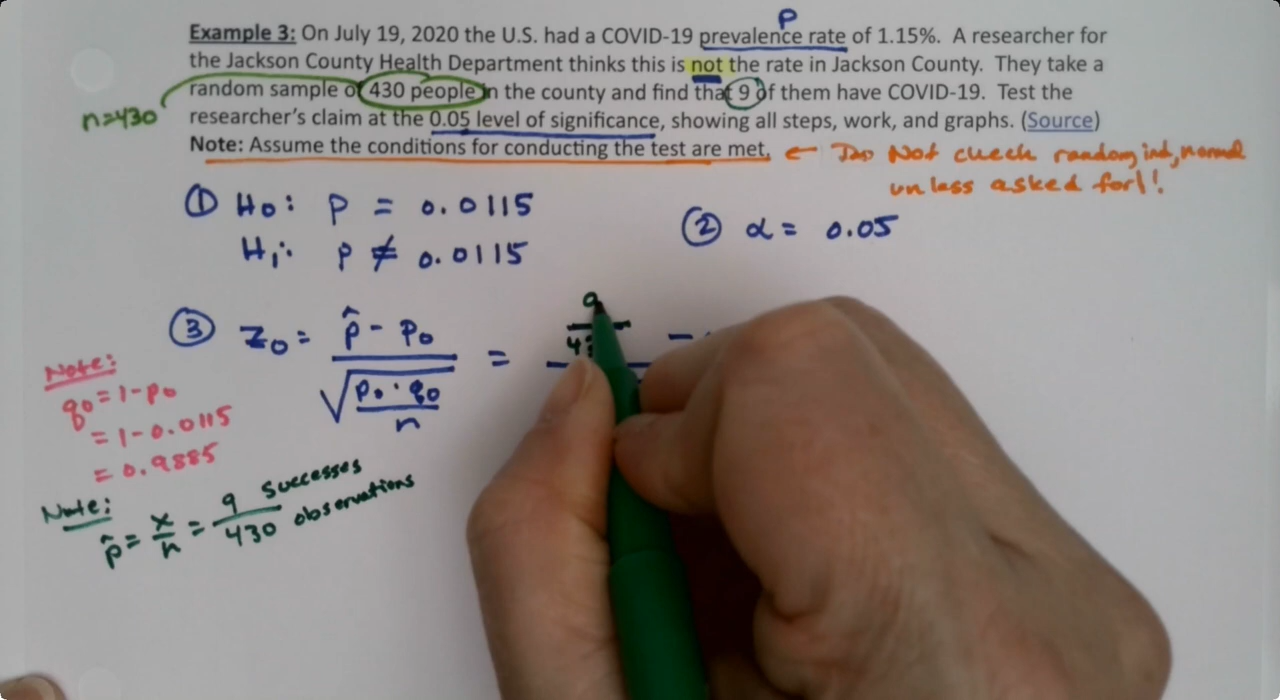 P
Example 3: On July 19, 2020 the U.S. had a COVID-19 prevalence rate of 1.15%. A researcher for
the Jackson County Health Department thinks this is not the rate in Jackson County. They take a
random sample of 430 people in the county and find that 9 of them have COVID-19. Test the
n=430
researcher's claim at the 0.05 level of significance, showing all steps, work, and graphs. (Source)
Note: Assume the conditions for conducting the test are met. ← Do Not check random, ind, normal
unless asked for!!
① H₀: P = 0.0115
H₁: P ≠ 0.0115
② α = 0.05
③ z₀ = (p̂ - p₀) / √(p₀ · q₀ / n) = 9 / 4 -
Note:
q₀ = 1 - p₀
= 1 - 0.0115
= 0.9885
Note:
p̂ = x/n = 9 successes / 430 observations